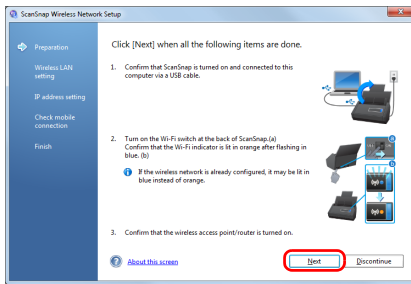 ScanSnap Wireless Network Setup
Preparation
Wireless LAN
setting
IP address setting
Check mobile
connection
Finish
Click [Next] when all the following items are done.
1. Confirm that ScanSnap is turned on and connected to this
computer via a USB cable.
2. Turn on the Wi-Fi switch at the back of ScanSnap.(a)
Confirm that the Wi-Fi indicator is lit in orange after flashing in
blue. (b)
If the wireless network is already configured, it may be lit in
blue instead of orange.
a
b
3. Confirm that the wireless access point/router is turned on.
About this screen
Next
Discontinue